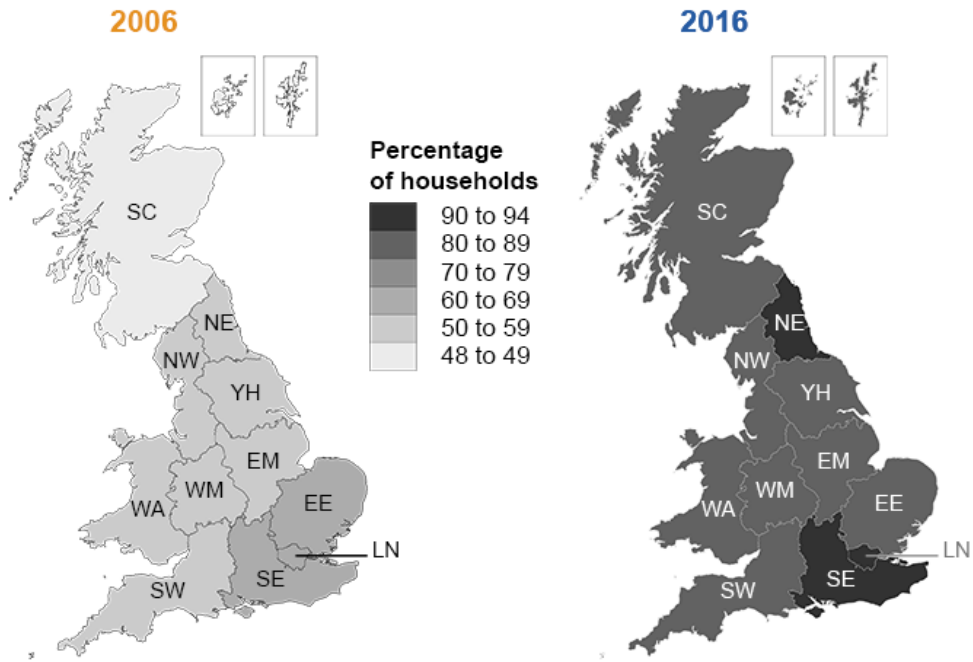 2006
2016
Percentage
of households
90 to 94
80 to 89
70 to 79
60 to 69
50 to 59
48 to 49
SC
NE
NW
YH
EM
WM
WA
EE
LN
SE
SW
SC
NE
NW
YH
EM
WM
WA
EE
LN
SE
SW